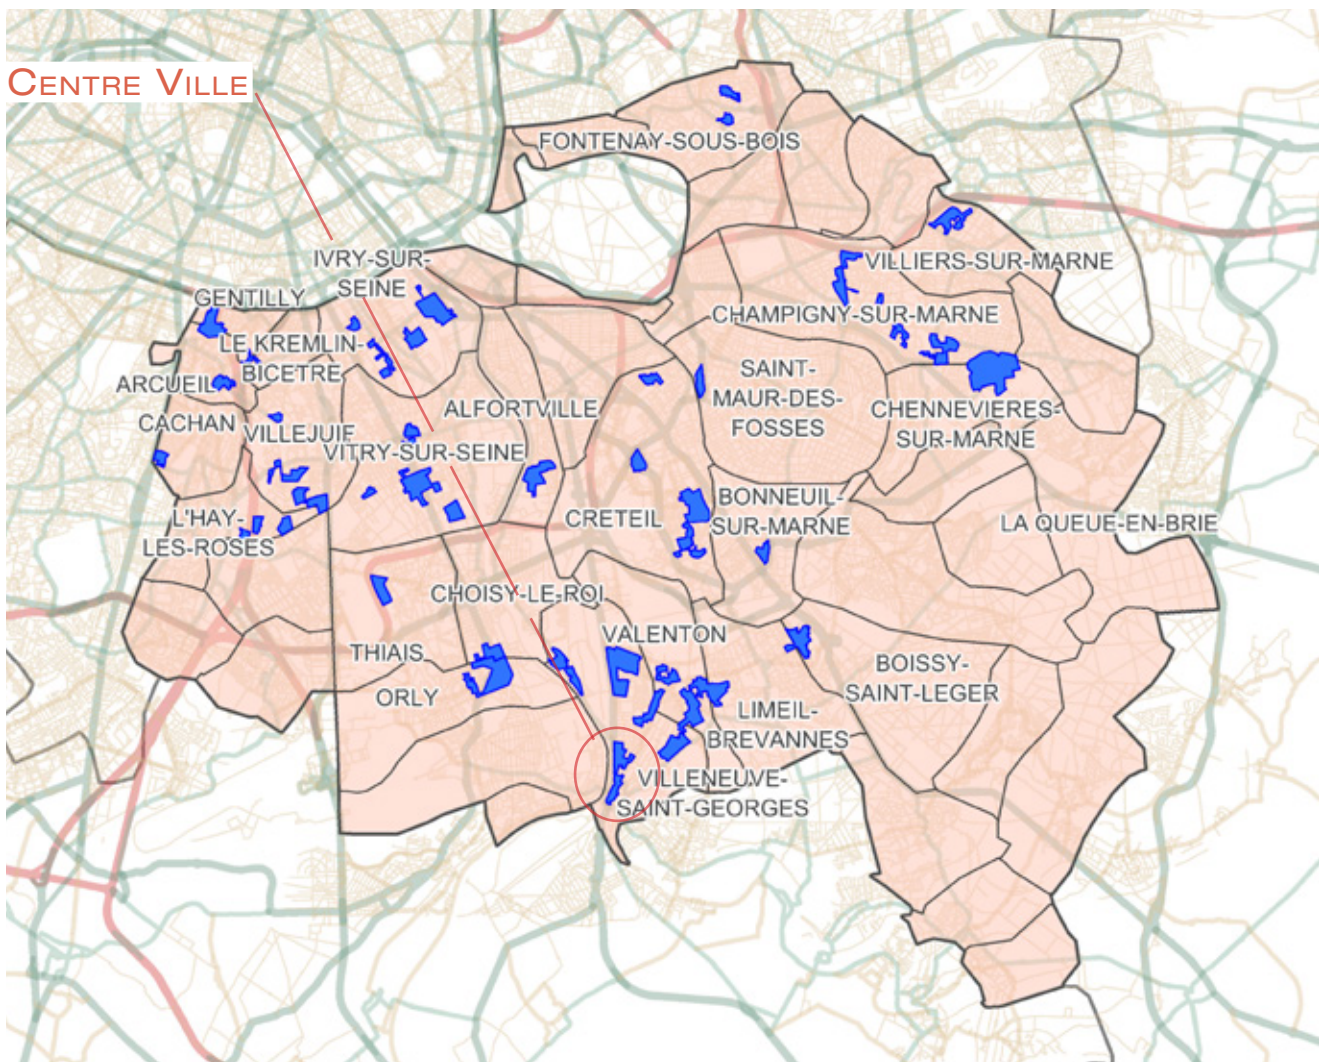 CENTRE VILLE
FONTENAY-SOUS-BOIS
IVRY-SUR-
SEINE
VILLIERS-SUR-MARNE
GENTILLY
CHAMPIGNY-SUR-MARNE
LE KREMLIN-
BICETRE
ARCUEIL
SAINT-
MAUR-DES-
FOSSES
CACHAN
ALFORTVILLE
CHENNEVIERES-
SUR-MARNE
VILLEJUIF
VITRY-SUR-SEINE
L'HAY-
LES-ROSES
CRETEIL
BONNEUIL-
SUR-MARNE
LA QUEUE-EN-BRIE
CHOISY-LE-ROI
THIAIS
VALENTON
ORLY
BOISSY-
SAINT-LEGER
LIMEIL-
BREVANNES
VILLENEUVE-
SAINT-GEORGES